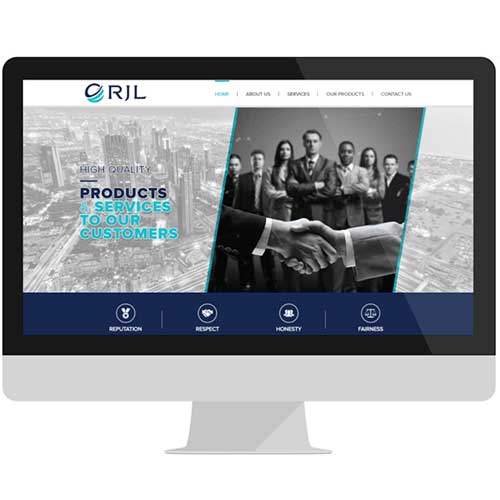 RJL
HOME | ABOUT US | SERVICES | OUR PRODUCTS | CONTACT US
HIGH QUALITY
PRODUCTS
& SERVICES
TO OUR
CUSTOMERS
REPUTATION
RESPECT
HONESTY
FAIRNESS